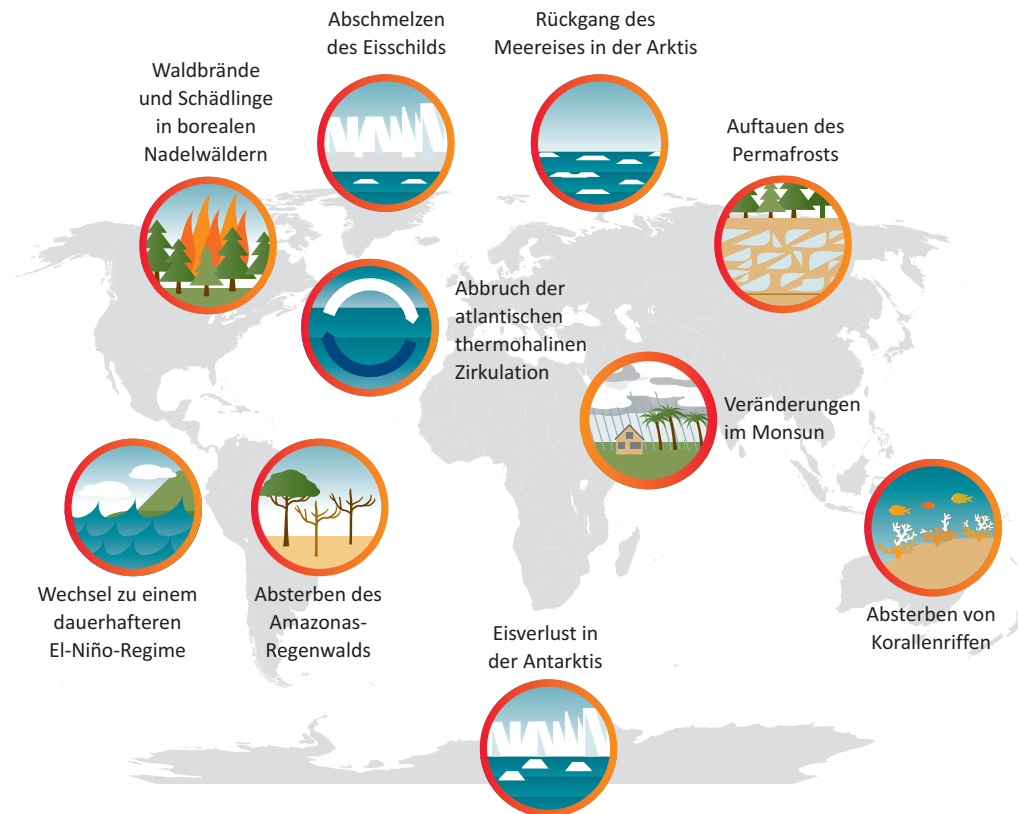 Abschmelzen
des Eisschilds
Rückgang des
Meereises in der Arktis
Waldbrände
und Schädlinge
in borealen
Nadelwäldern
Auftauen des
Permafrosts
Abbruch der
atlantischen
thermohalinen
Zirkulation
Veränderungen
im Monsun
Wechsel zu einem
dauerhafteren
El-Niño-Regime
Absterben des
Amazonas-
Regenwalds
Absterben von
Korallenriffen
Eisverlust in
der Antarktis